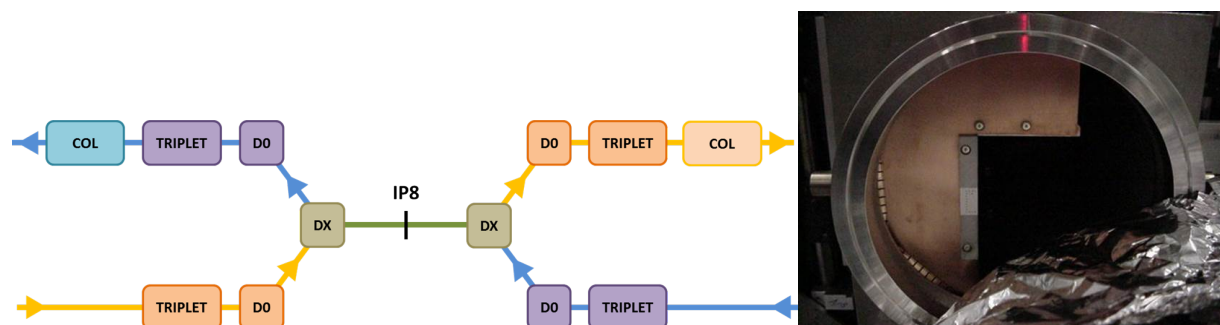 COL TRIPLET D0
D0 TRIPLET COL
IP8
DX DX
TRIPLET D0
D0 TRIPLET